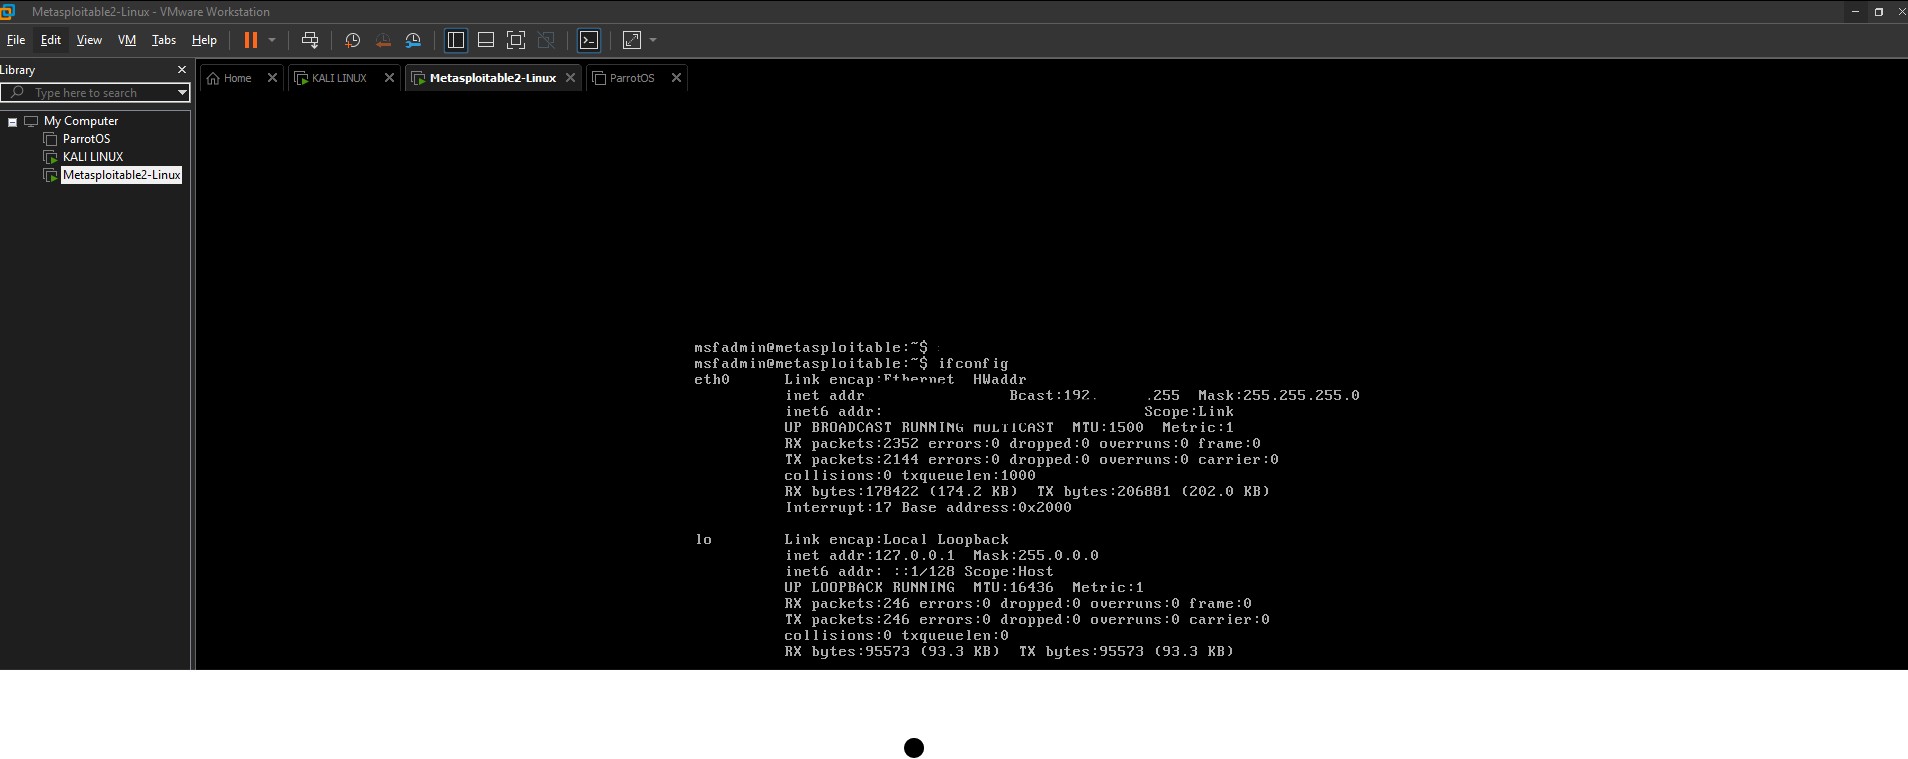 Metasploitable2-Linux - VMware Workstation
File Edit View VM Tabs Help
Library
Type here to search
My Computer
ParrotOS
KALI LINUX
Metasploitable2-Linux
Home KALI LINUX Metasploitable2-Linux ParrotOS
msfadmin@metasploitable:~$
msfadmin@metasploitable:~$ ifconfig
eth0 Link encap:Ethernet HWaddr
inet addr Bcast:192. .255 Mask:255.255.255.0
inet6 addr: Scope:Link
UP BROADCAST RUNNING MULTICAST MTU:1500 Metric:1
RX packets:2352 errors:0 dropped:0 overruns:0 frame:0
TX packets:2144 errors:0 dropped:0 overruns:0 carrier:0
collisions:0 txqueuelen:1000
RX bytes:178422 (174.2 KB) TX bytes:206881 (202.0 KB)
Interrupt:17 Base address:0x2000
lo Link encap:Local Loopback
inet addr:127.0.0.1 Mask:255.0.0.0
inet6 addr: ::1/128 Scope:Host
UP LOOPBACK RUNNING MTU:16436 Metric:1
RX packets:246 errors:0 dropped:0 overruns:0 frame:0
TX packets:246 errors:0 dropped:0 overruns:0 carrier:0
collisions:0 txqueuelen:0
RX bytes:95573 (93.3 KB) TX bytes:95573 (93.3 KB)